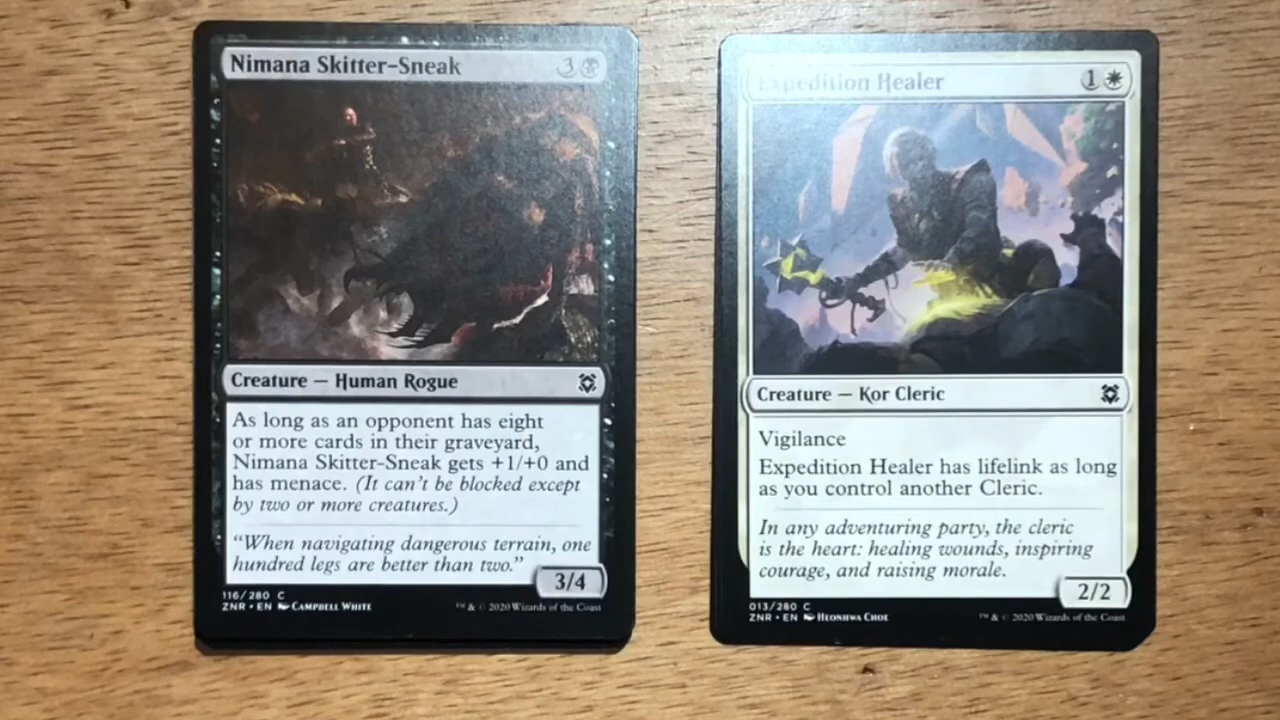 Nimana Skitter-Sneak 3
Creature — Human Rogue
As long as an opponent has eight
or more cards in their graveyard,
Nimana Skitter-Sneak gets +1/+0 and
has menace. (It can't be blocked except
by two or more creatures.)
"When navigating dangerous terrain, one
hundred legs are better than two."
3/4
116/280 C
ZNR • EN Campbell White
™ & © 2020 Wizards of the Coast
Expedition Healer 1
Creature — Kor Cleric
Vigilance
Expedition Healer has lifelink as long
as you control another Cleric.
In any adventuring party, the cleric
is the heart: healing wounds, inspiring
courage, and raising morale.
2/2
013/280 C
ZNR • EN Heonhwa Choe
™ & © 2020 Wizards of the Coast